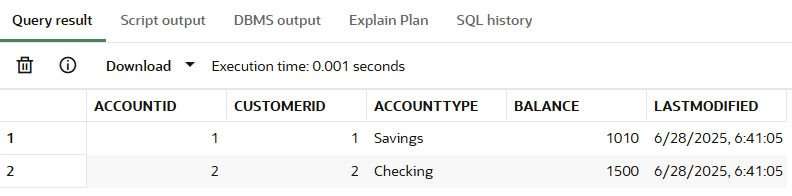 Query result Script output DBMS output Explain Plan SQL history
Download Execution time: 0.001 seconds
ACCOUNTID CUSTOMERID ACCOUNTTYPE BALANCE LASTMODIFIED
1 1 1 Savings 1010 6/28/2025, 6:41:05
2 2 2 Checking 1500 6/28/2025, 6:41:05